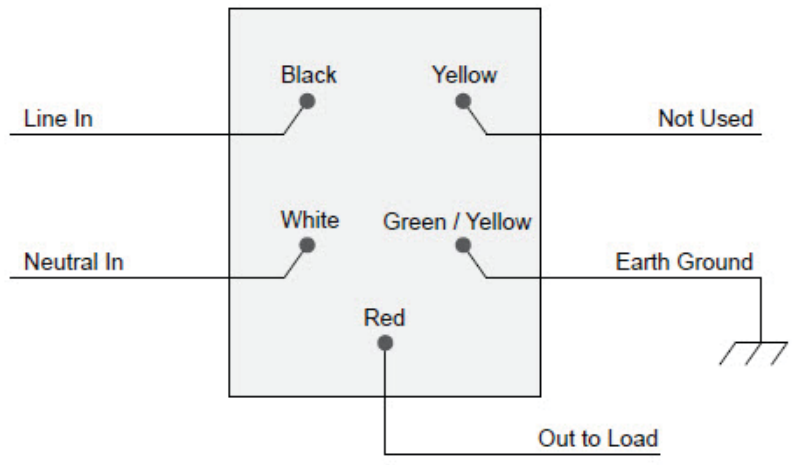 Black
Yellow
Line In
Not Used
White
Green / Yellow
Neutral In
Earth Ground
Red
Out to Load